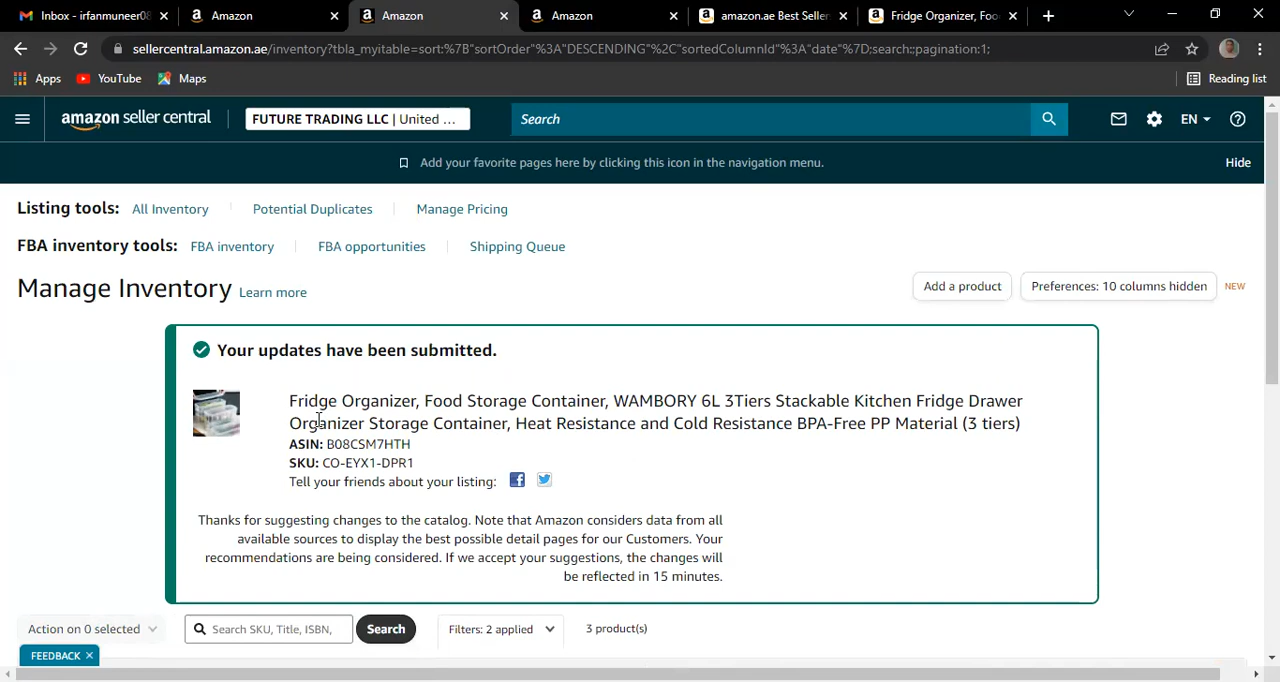 Inbox - irfanmuneer08
Amazon
Amazon
Amazon
amazon.ae Best Seller
Fridge Organizer, Foo
sellercentral.amazon.ae/inventory?tbla_myitable=sort:%7B"sortOrder"%3A"DESCENDING"%2C"sortedColumnId"%3A"date"%7D;search:;pagination:1;
Apps YouTube Maps Reading list
amazon seller central FUTURE TRADING LLC | United ... Search EN
Add your favorite pages here by clicking this icon in the navigation menu. Hide
Listing tools: All Inventory Potential Duplicates Manage Pricing
FBA inventory tools: FBA inventory FBA opportunities Shipping Queue
Manage Inventory Learn more Add a product Preferences: 10 columns hidden NEW
Your updates have been submitted.
Fridge Organizer, Food Storage Container, WAMBORY 6L 3Tiers Stackable Kitchen Fridge Drawer
Organizer Storage Container, Heat Resistance and Cold Resistance BPA-Free PP Material (3 tiers)
ASIN: B08CSM7HTH
SKU: CO-EYX1-DPR1
Tell your friends about your listing:
Thanks for suggesting changes to the catalog. Note that Amazon considers data from all
available sources to display the best possible detail pages for our Customers. Your
recommendations are being considered. If we accept your suggestions, the changes will
be reflected in 15 minutes.
Action on 0 selected Search SKU, Title, ISBN, Search Filters: 2 applied 3 product(s)
FEEDBACK